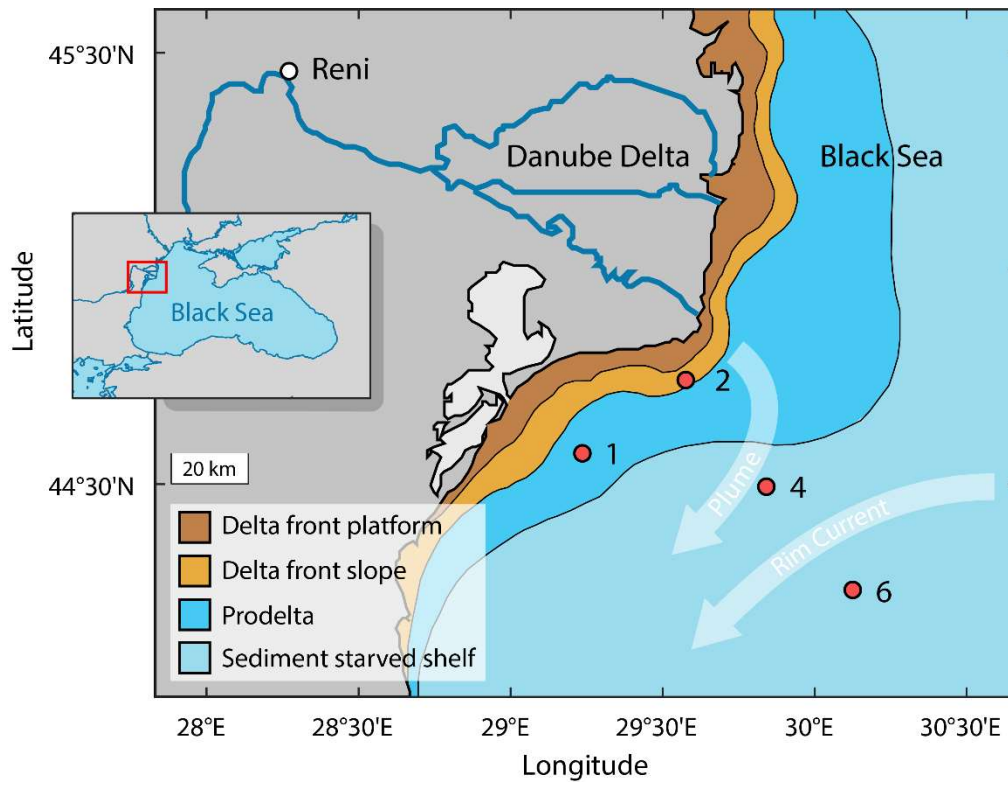 45°30'N
Reni
Danube Delta
Black Sea
Latitude
Black Sea
2
1
4
20 km
44°30'N
Plume
Rim Current
6
Delta front platform
Delta front slope
Prodelta
Sediment starved shelf
28°E
28°30'E
29°E
29°30'E
30°E
30°30'E
Longitude